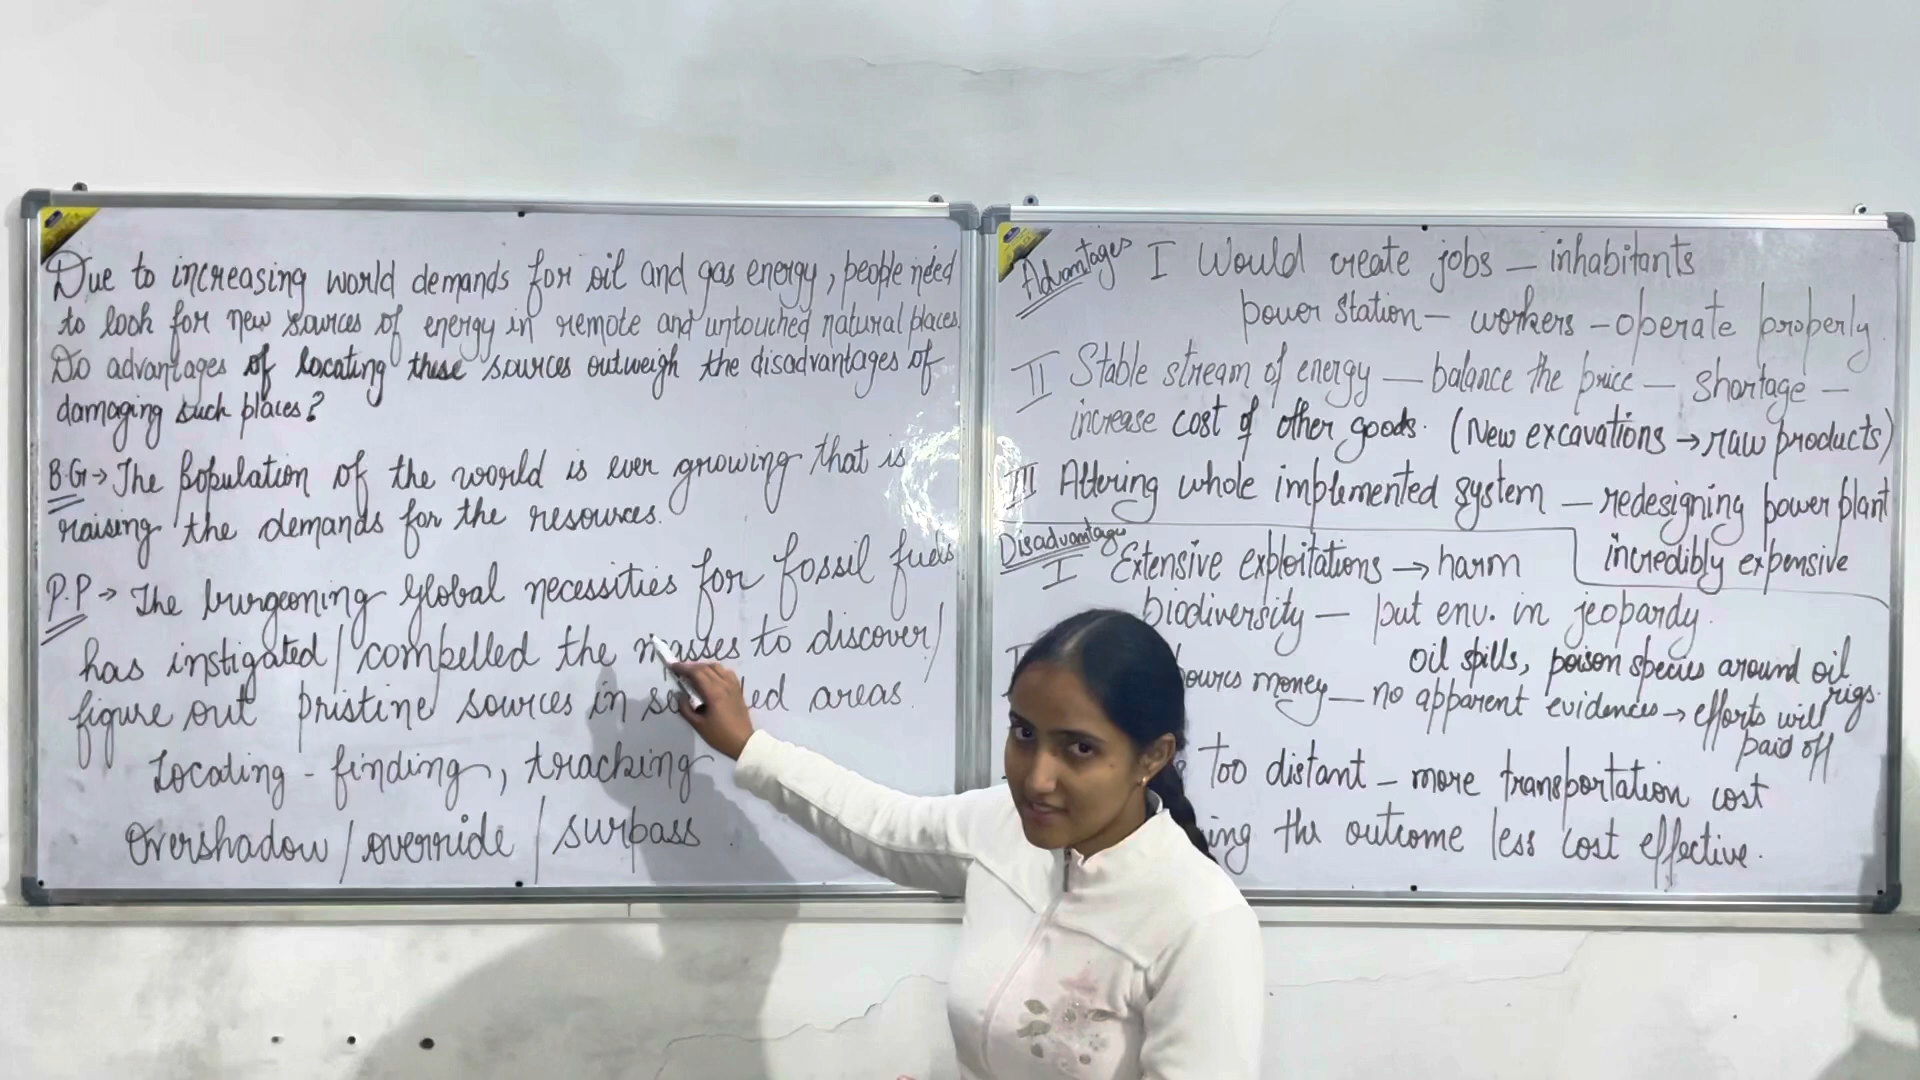 Due to increasing world demands for oil and gas energy, people need
to look for new sources of energy in remote and untouched natural places.
Do advantages of locating these sources outweigh the disadvantages of
damaging such places?
B.G → The population of the world is ever growing that is
raising the demands for the resources.
P.P → The burgeoning global necessities for fossil fuels
has instigated / compelled the masses to discover /
figure out pristine sources in areas.
Locating - finding, tracking
Overshadow / override / surpass
Advantages I Would create jobs — inhabitants
power station — workers — operate properly.
II Stable stream of energy — balance the price — shortage —
increase cost of other goods. (New excavations → raw products)
III Altering whole implemented system — redesigning power plant
incredibly expensive
Disadvantages
I Extensive exploitations → harm
biodiversity — put env. in jeopardy.
oil spills, poison species around oil
rigs.
money — no apparent evidences → efforts will
paid off
Too distant — more transportation cost
the outcome less cost effective.